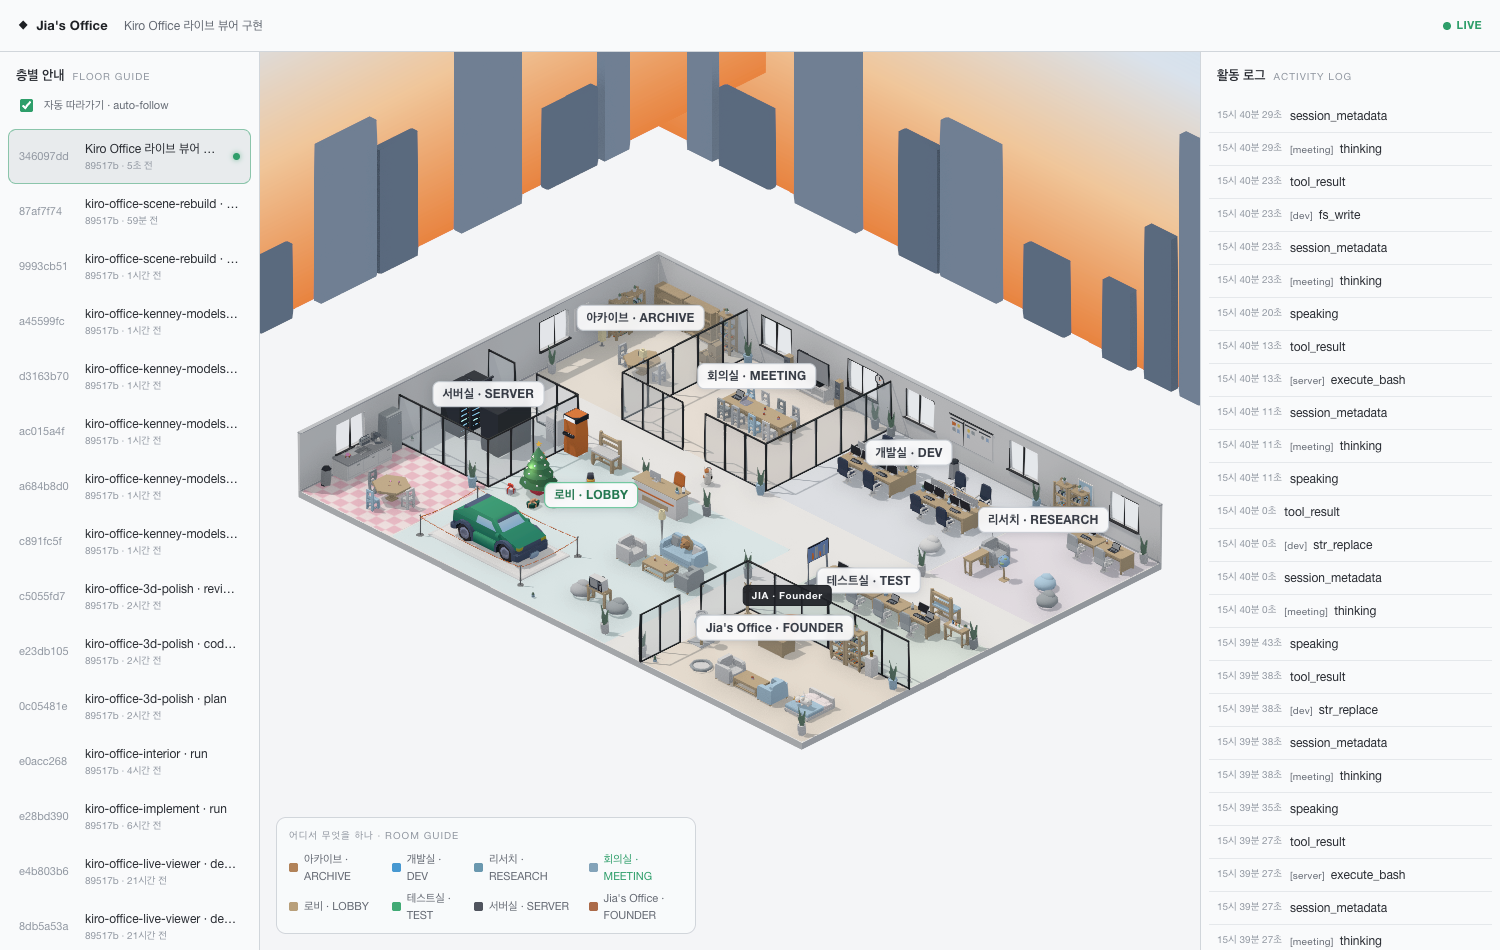 ◆ Jia's Office Kiro Office 라이브 뷰어 구현
LIVE
층별 안내 FLOOR GUIDE
자동 따라가기 · auto-follow
346097dd Kiro Office 라이브 뷰어 ...
89517b · 5초 전
87af7f74 kiro-office-scene-rebuild · ...
89517b · 59분 전
9993cb51 kiro-office-scene-rebuild · ...
89517b · 1시간 전
a45599fc kiro-office-kenney-models...
89517b · 1시간 전
d3163b70 kiro-office-kenney-models...
89517b · 1시간 전
ac015a4f kiro-office-kenney-models...
89517b · 1시간 전
a684b8d0 kiro-office-kenney-models...
89517b · 1시간 전
c891fc5f kiro-office-kenney-models...
89517b · 1시간 전
c5055fd7 kiro-office-3d-polish · revi...
89517b · 2시간 전
e23db105 kiro-office-3d-polish · cod...
89517b · 2시간 전
0c05481e kiro-office-3d-polish · plan
89517b · 2시간 전
e0acc268 kiro-office-interior · run
89517b · 4시간 전
e28bd390 kiro-office-implement · run
89517b · 6시간 전
e4b803b6 kiro-office-live-viewer · de...
89517b · 21시간 전
8db5a53a kiro-office-live-viewer · de...
89517b · 21시간 전
아카이브 · ARCHIVE
회의실 · MEETING
서버실 · SERVER
개발실 · DEV
로비 · LOBBY
리서치 · RESEARCH
테스트실 · TEST
JIA · Founder
Jia's Office · FOUNDER
어디서 무엇을 하나 · ROOM GUIDE
아카이브 ·
ARCHIVE
개발실 ·
DEV
리서치 ·
RESEARCH
회의실 ·
MEETING
로비 · LOBBY
테스트실 ·
TEST
서버실 · SERVER
Jia's Office ·
FOUNDER
활동 로그 ACTIVITY LOG
15시 40분 29초 session_metadata
15시 40분 29초 [meeting] thinking
15시 40분 23초 tool_result
15시 40분 23초 [dev] fs_write
15시 40분 23초 session_metadata
15시 40분 23초 [meeting] thinking
15시 40분 20초 speaking
15시 40분 13초 tool_result
15시 40분 13초 [server] execute_bash
15시 40분 11초 session_metadata
15시 40분 11초 [meeting] thinking
15시 40분 11초 speaking
15시 40분 0초 tool_result
15시 40분 0초 [dev] str_replace
15시 40분 0초 session_metadata
15시 40분 0초 [meeting] thinking
15시 39분 43초 speaking
15시 39분 38초 tool_result
15시 39분 38초 [dev] str_replace
15시 39분 38초 session_metadata
15시 39분 38초 [meeting] thinking
15시 39분 35초 speaking
15시 39분 27초 tool_result
15시 39분 27초 [server] execute_bash
15시 39분 27초 session_metadata
15시 39분 27초 [meeting] thinking